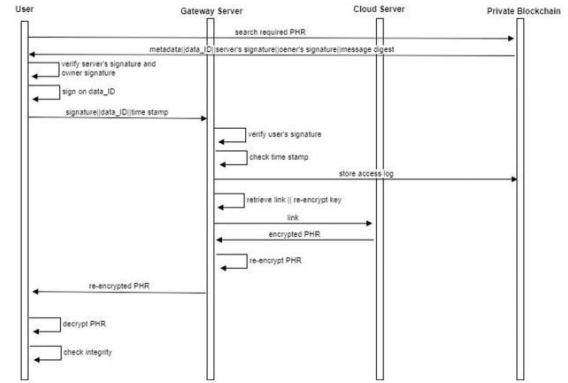 User
Gateway Server
Cloud Server
Private Blockchain
search required PHR
metadata||data_ID||server's signature||oener's signature||message digest
verify server's signature and
owner signature
sign on data_ID
signature||data_ID||time stamp
verify user's signature
check time stamp
store access log
retrieve link || re-encrypt key
link
encrypted PHR
re-encrypt PHR
re-encrypted PHR
decrypt PHR
check integrity